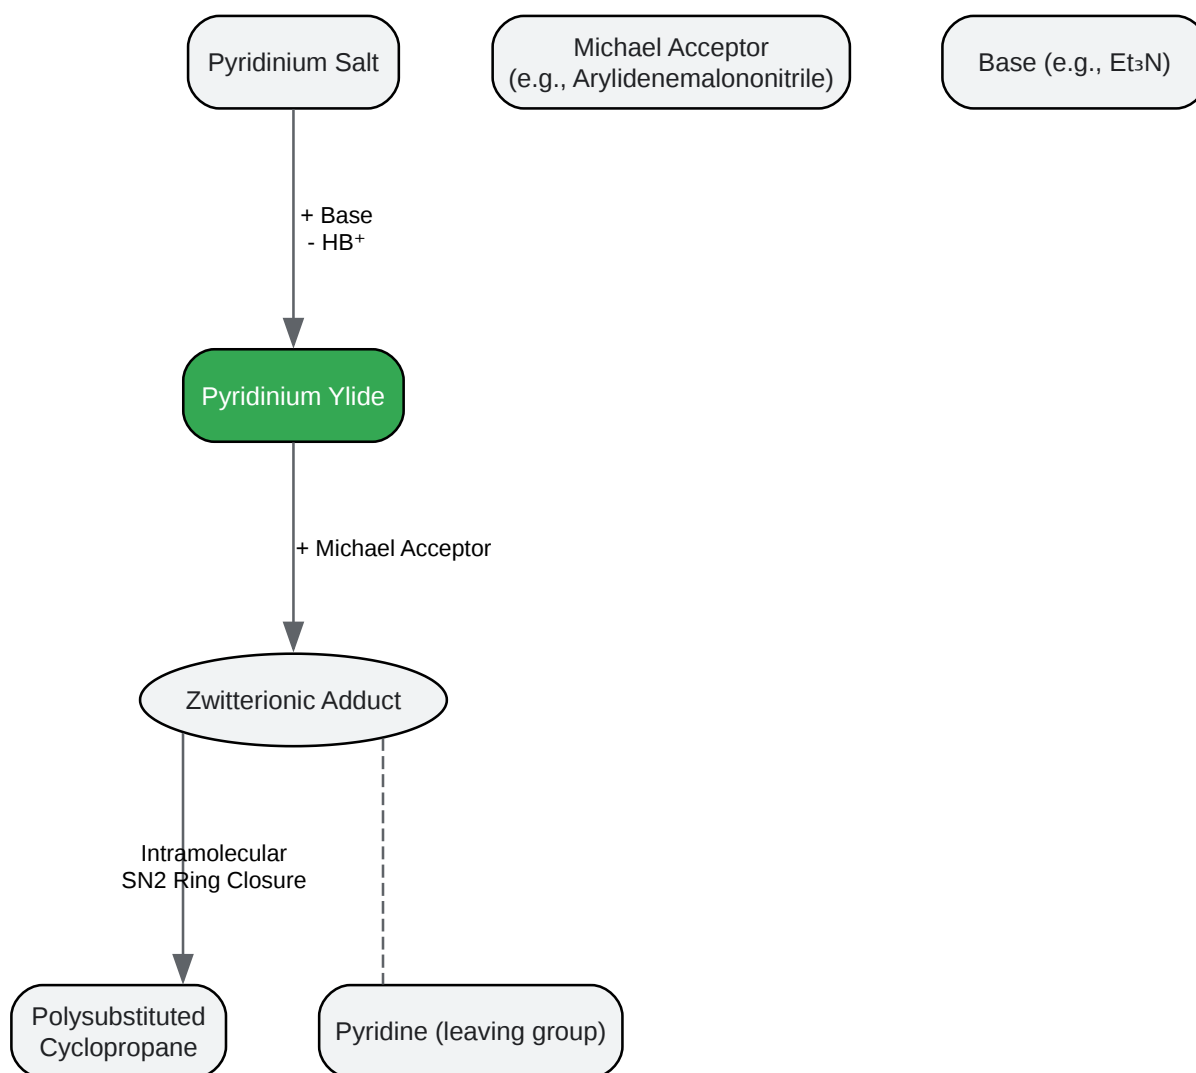 Pyridinium Salt
Michael Acceptor
(e.g., Arylidenemalononitrile)
Base (e.g., Et₃N)
+ Base
- HB⁺
Pyridinium Ylide
+ Michael Acceptor
Zwitterionic Adduct
Intramolecular
SN2 Ring Closure
Polysubstituted
Cyclopropane
Pyridine (leaving group)